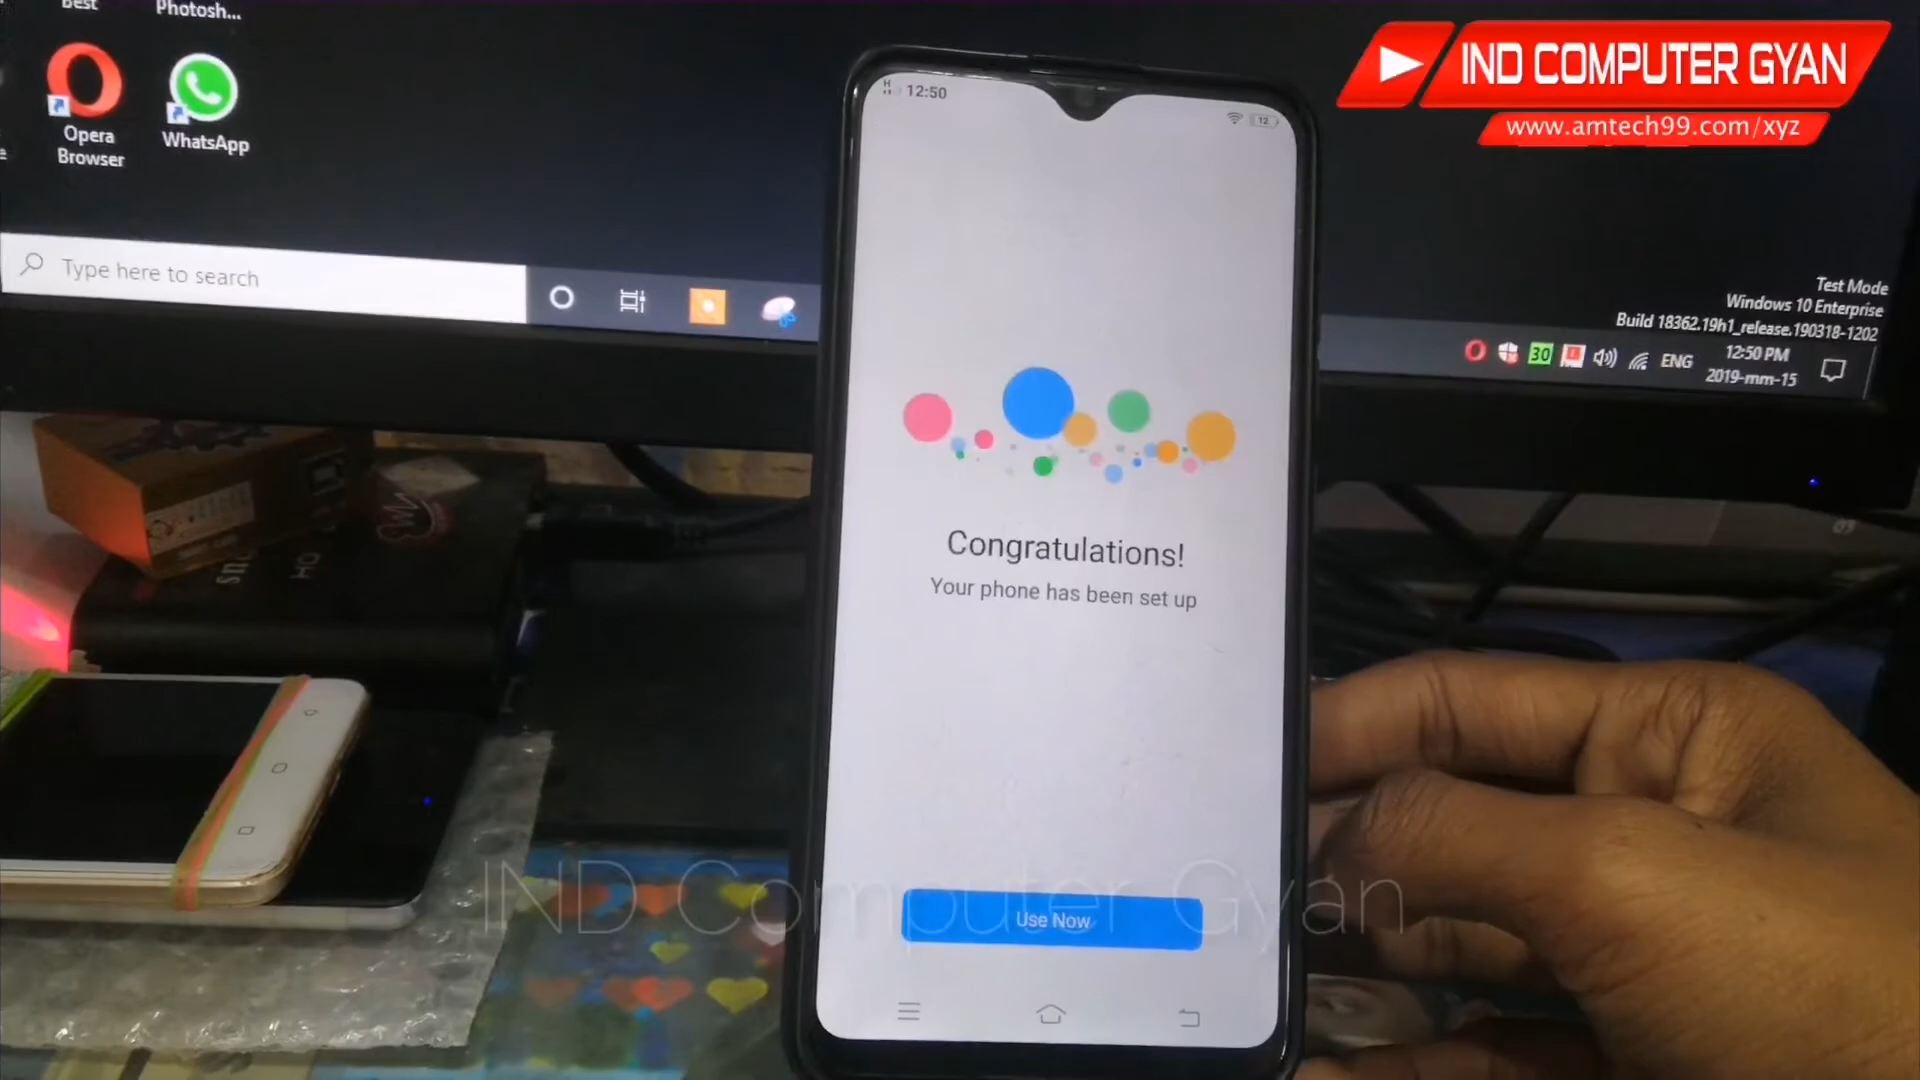 Best
Photosh...
Opera
Browser
WhatsApp
Type here to search
IND COMPUTER GYAN
www.amtech99.com/xyz
12:50
12
Test Mode
Windows 10 Enterprise
Build 18362.19h1_release.190318-1202
30
ENG
12:50 PM
2019-mm-15
Congratulations!
Your phone has been set up
Use Now
IND Computer Gyan